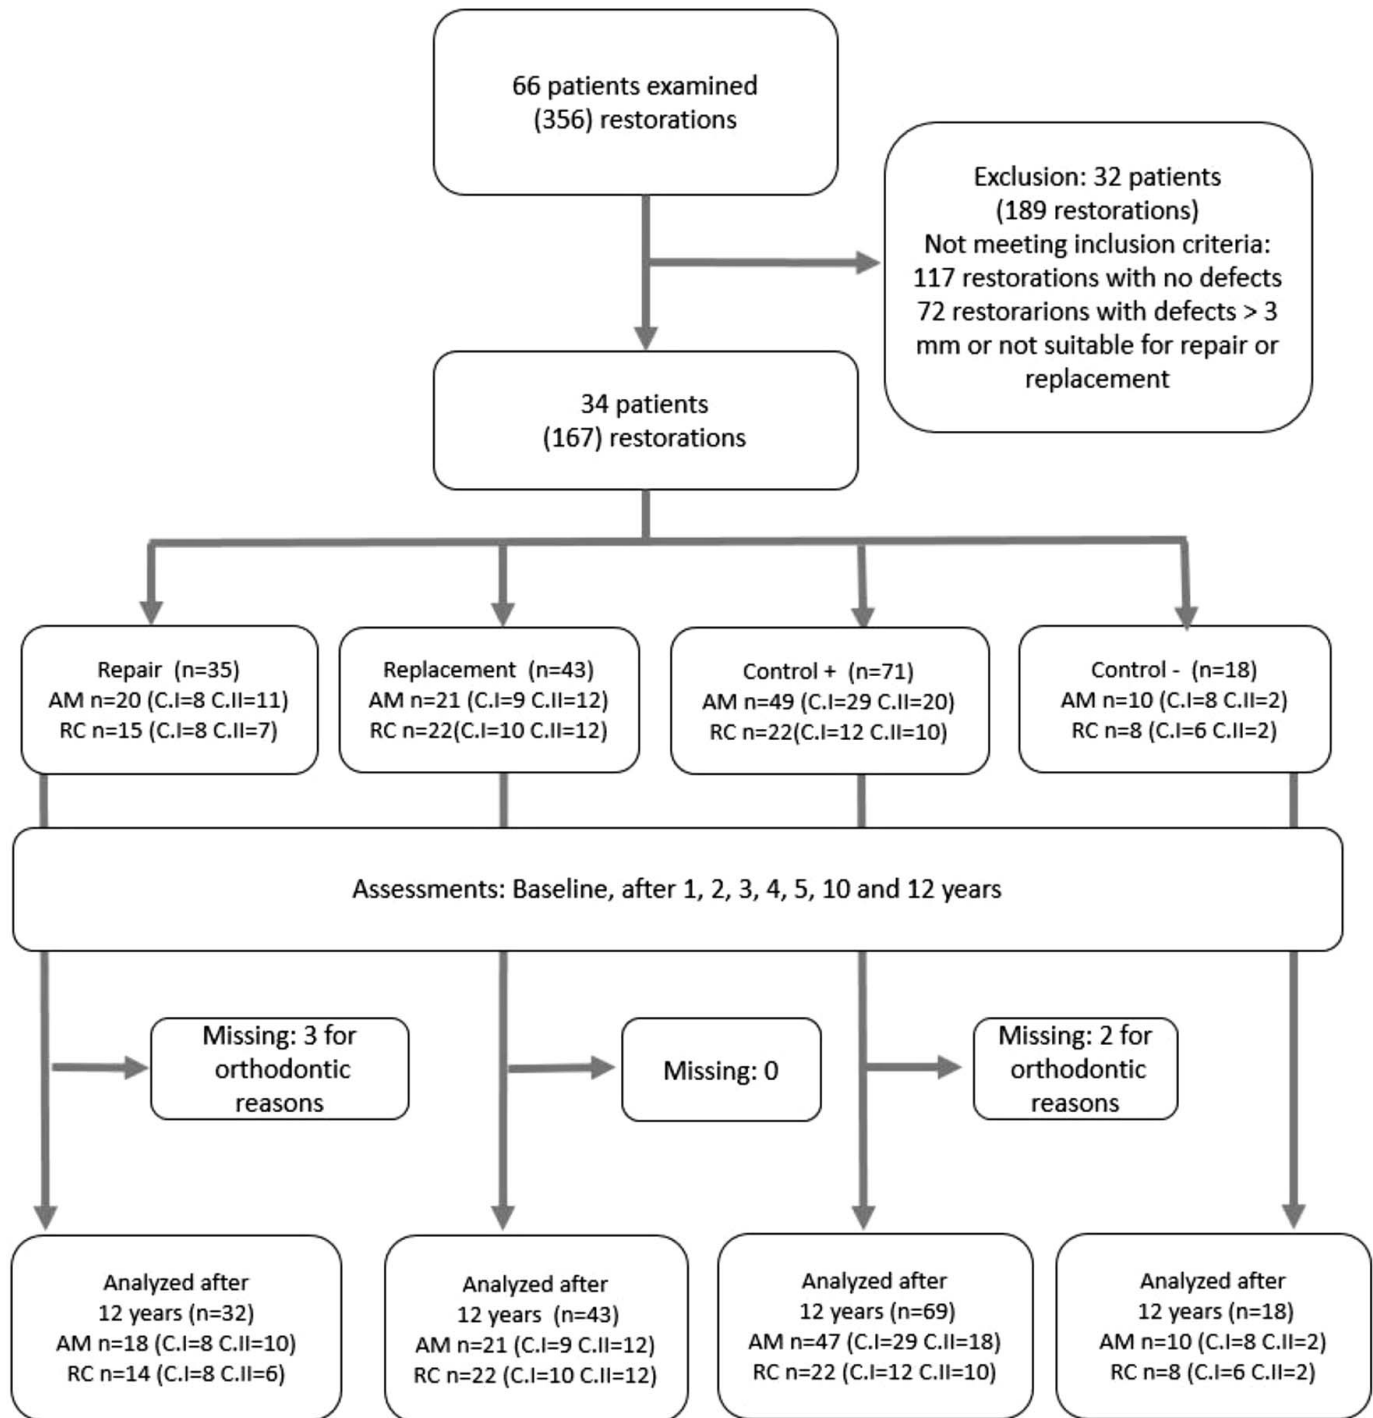 66 patients examined
(356) restorations
Exclusion: 32 patients
(189 restorations)
Not meeting inclusion criteria:
117 restorations with no defects
72 restorarions with defects > 3
mm or not suitable for repair or
replacement
34 patients
(167) restorations
Repair (n=35)
AM n=20 (C.I=8 C.II=11)
RC n=15 (C.I=8 C.II=7)
Replacement (n=43)
AM n=21 (C.I=9 C.II=12)
RC n=22(C.I=10 C.II=12)
Control + (n=71)
AM n=49 (C.I=29 C.II=20)
RC n=22(C.I=12 C.II=10)
Control - (n=18)
AM n=10 (C.I=8 C.II=2)
RC n=8 (C.I=6 C.II=2)
Assessments: Baseline, after 1, 2, 3, 4, 5, 10 and 12 years
Missing: 3 for
orthodontic
reasons
Missing: 0
Missing: 2 for
orthodontic
reasons
Analyzed after
12 years (n=32)
AM n=18 (C.I=8 C.II=10)
RC n=14 (C.I=8 C.II=6)
Analyzed after
12 years (n=43)
AM n=21 (C.I=9 C.II=12)
RC n=22 (C.I=10 C.II=12)
Analyzed after
12 years (n=69)
AM n=47 (C.I=29 C.II=18)
RC n=22 (C.I=12 C.II=10)
Analyzed after
12 years (n=18)
AM n=10 (C.I=8 C.II=2)
RC n=8 (C.I=6 C.II=2)